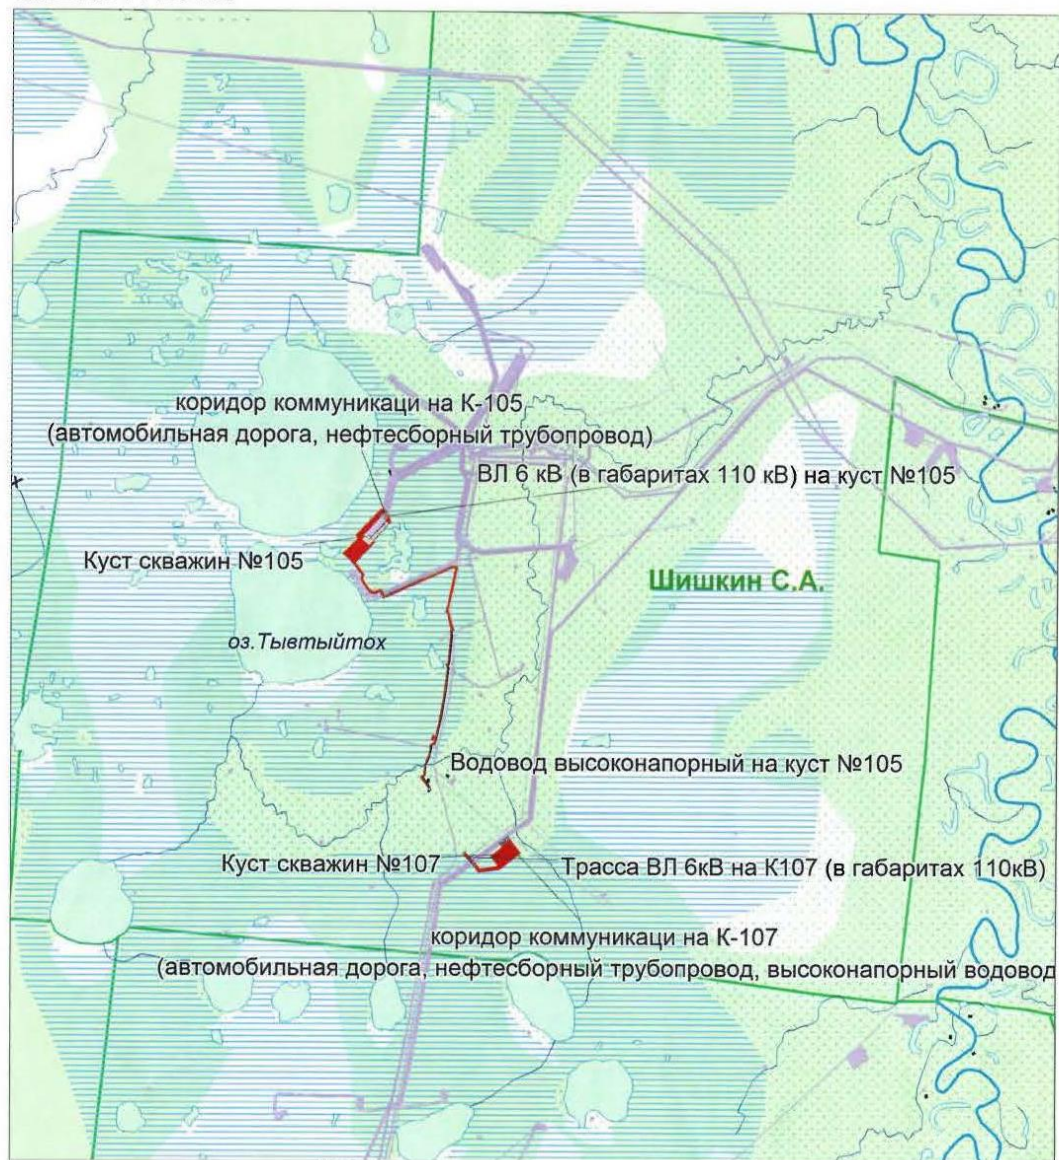 коридор коммуникаци на К-105
(автомобильная дорога, нефтесборный трубопровод)
ВЛ 6 кВ (в габаритах 110 кВ) на куст №105
Куст скважин №105
Шишкин С.А.
оз.Тывтыйтох
Водовод высоконапорный на куст №105
Куст скважин №107
Трасса ВЛ 6кВ на К107 (в габаритах 110кВ)
коридор коммуникаци на К-107
(автомобильная дорога, нефтесборный трубопровод, высоконапорный водовод